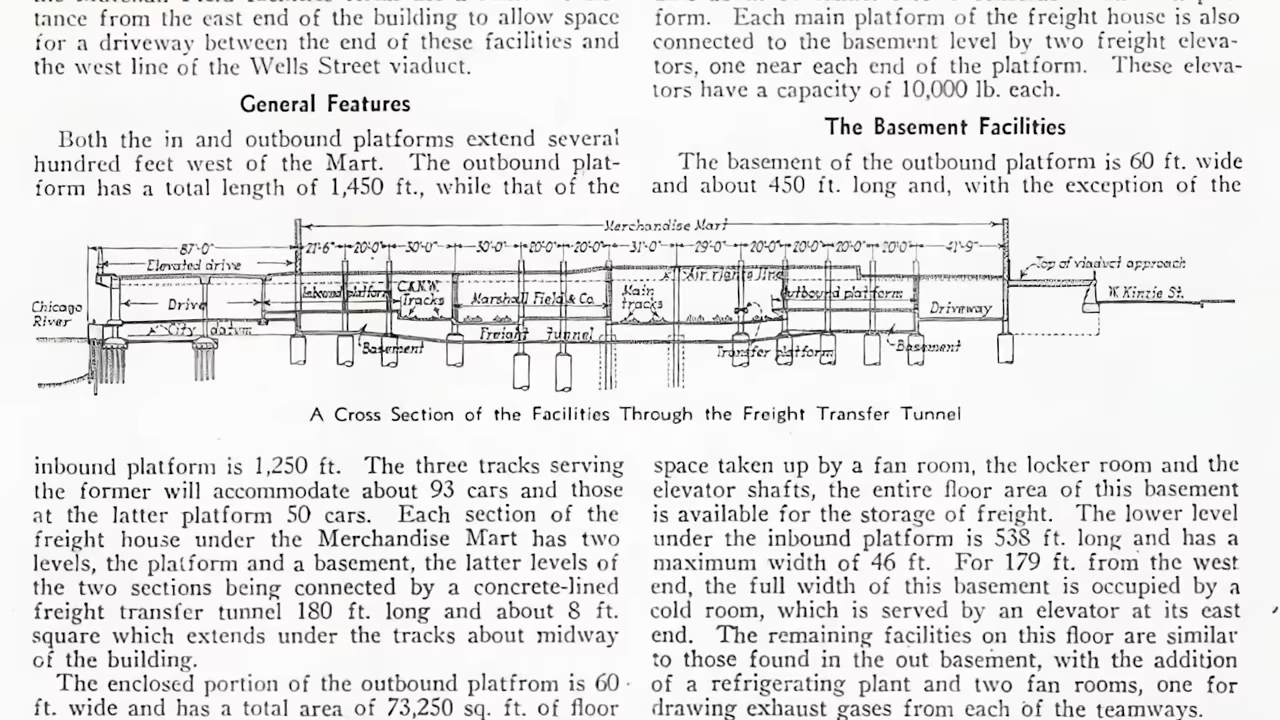 tance from the east end of the building to allow space
for a driveway between the end of these facilities and
the west line of the Wells Street viaduct.
General Features
Both the in and outbound platforms extend several
hundred feet west of the Mart. The outbound plat-
form has a total length of 1,450 ft., while that of the
form. Each main platform of the freight house is also
connected to the basement level by two freight eleva-
tors, one near each end of the platform. These eleva-
tors have a capacity of 10,000 lb. each.
The Basement Facilities
The basement of the outbound platform is 60 ft. wide
and about 450 ft. long and, with the exception of the
Merchandise Mart
87'-0" 21'-6" 20'-0" 30'-0" 30'-0" 20'-0" 20'-0" 31'-0" 29'-0" 20'-0" 20'-0" 20'-0" 20'0" 41'-9"
Elevated drive
Air rights line
Top of viaduct approach
Chicago
River
Drive
Inbound platform
C.&N.W.
Tracks
Marshall Field & Co.
Main
tracks
Outbound platform
Driveway
W. Kinzie St.
City datum
Basement
Freight Tunnel
Transfer platform
Basement
A Cross Section of the Facilities Through the Freight Transfer Tunnel
inbound platform is 1,250 ft. The three tracks serving
the former will accommodate about 93 cars and those
at the latter platform 50 cars. Each section of the
freight house under the Merchandise Mart has two
levels, the platform and a basement, the latter levels of
the two sections being connected by a concrete-lined
freight transfer tunnel 180 ft. long and about 8 ft.
square which extends under the tracks about midway
of the building.
The enclosed portion of the outbound platfrom is 60
ft. wide and has a total area of 73,250 sq. ft. of floor
space taken up by a fan room, the locker room and the
elevator shafts, the entire floor area of this basement
is available for the storage of freight. The lower level
under the inbound platform is 538 ft. long and has a
maximum width of 46 ft. For 179 ft. from the west
end, the full width of this basement is occupied by a
cold room, which is served by an elevator at its east
end. The remaining facilities on this floor are similar
to those found in the out basement, with the addition
of a refrigerating plant and two fan rooms, one for
drawing exhaust gases from each of the teamways.